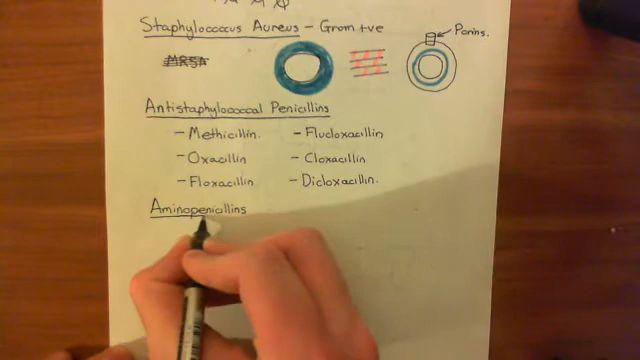 Staphylococcus Aureus - Gram +ve
MRSA
Porins.
Antistaphylococcal Penicillins
- Methicillin. - Flucloxacillin
- Oxacillin - Cloxacillin
- Floxacillin - Dicloxacillin.
Aminopenicillins